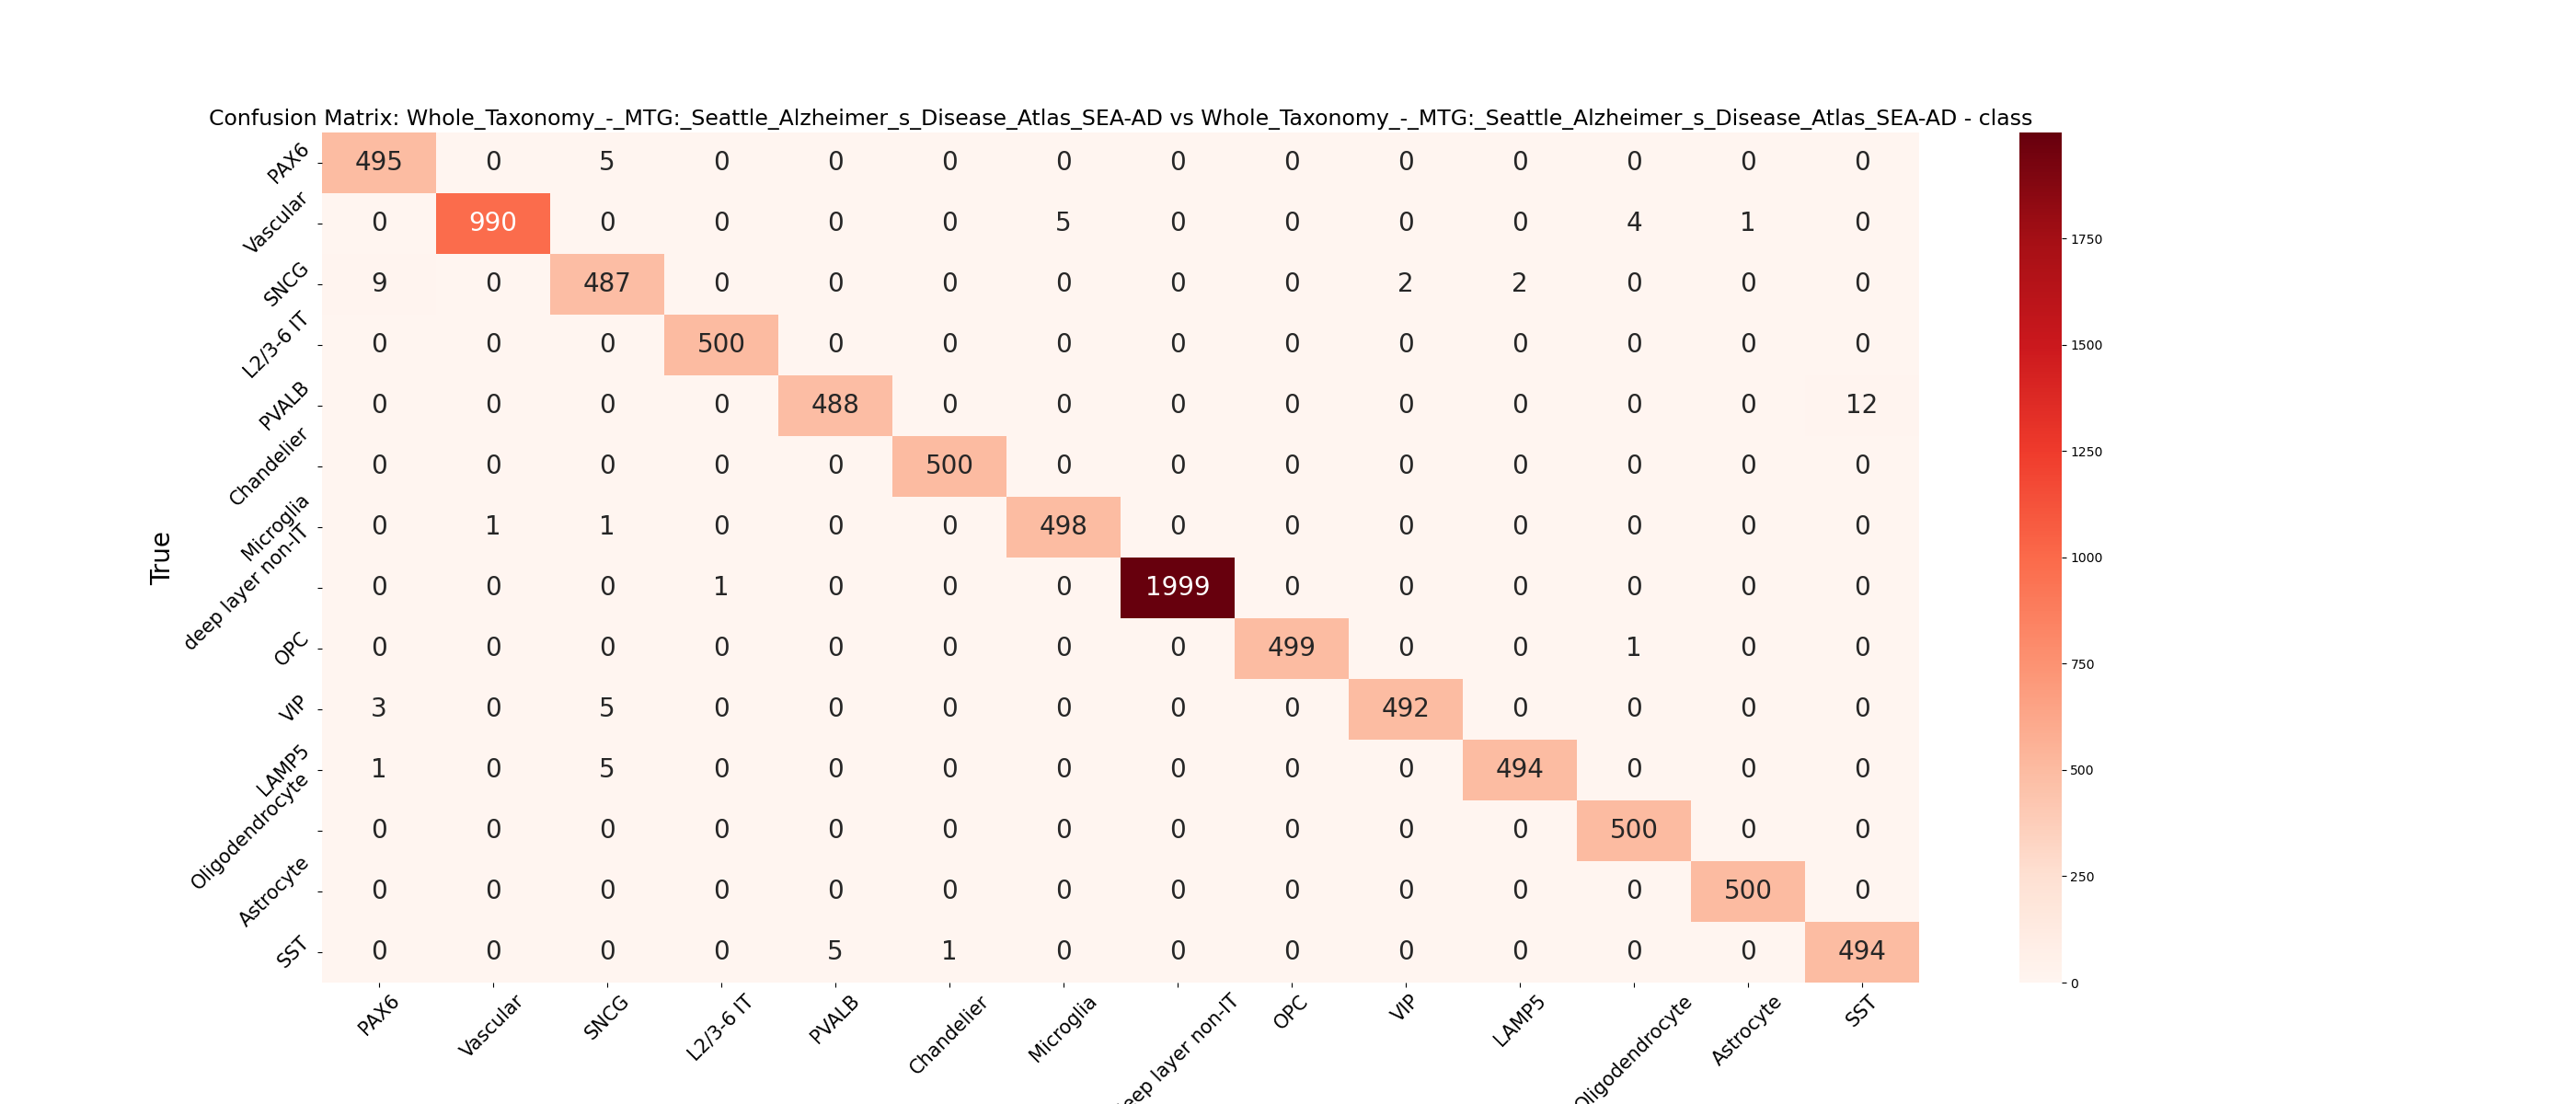 Confusion Matrix: Whole_Taxonomy_-_MTG:_Seattle_Alzheimer_s_Disease_Atlas_SEA-AD vs Whole_Taxonomy_-_MTG:_Seattle_Alzheimer_s_Disease_Atlas_SEA-AD - class
PAX6 495 0 5 0 0 0 0 0 0 0 0 0 0 0
Vascular 0 990 0 0 0 0 5 0 0 0 0 4 1 0
SNCG 9 0 487 0 0 0 0 0 0 2 2 0 0 0
L2/3-6 IT 0 0 0 500 0 0 0 0 0 0 0 0 0 0
PVALB 0 0 0 0 488 0 0 0 0 0 0 0 0 12
Chandelier 0 0 0 0 0 500 0 0 0 0 0 0 0 0
Microglia 0 1 1 0 0 0 498 0 0 0 0 0 0 0
deep layer non-IT 0 0 0 1 0 0 0 1999 0 0 0 0 0 0
OPC 0 0 0 0 0 0 0 0 499 0 0 1 0 0
VIP 3 0 5 0 0 0 0 0 0 492 0 0 0 0
LAMP5 1 0 5 0 0 0 0 0 0 0 494 0 0 0
Oligodendrocyte 0 0 0 0 0 0 0 0 0 0 0 500 0 0
Astrocyte 0 0 0 0 0 0 0 0 0 0 0 0 500 0
SST 0 0 0 0 5 1 0 0 0 0 0 0 0 494
True
PAX6 Vascular SNCG L2/3-6 IT PVALB Chandelier Microglia deep layer non-IT OPC VIP LAMP5 Oligodendrocyte Astrocyte SST
1750
1500
1250
1000
750
500
250
0